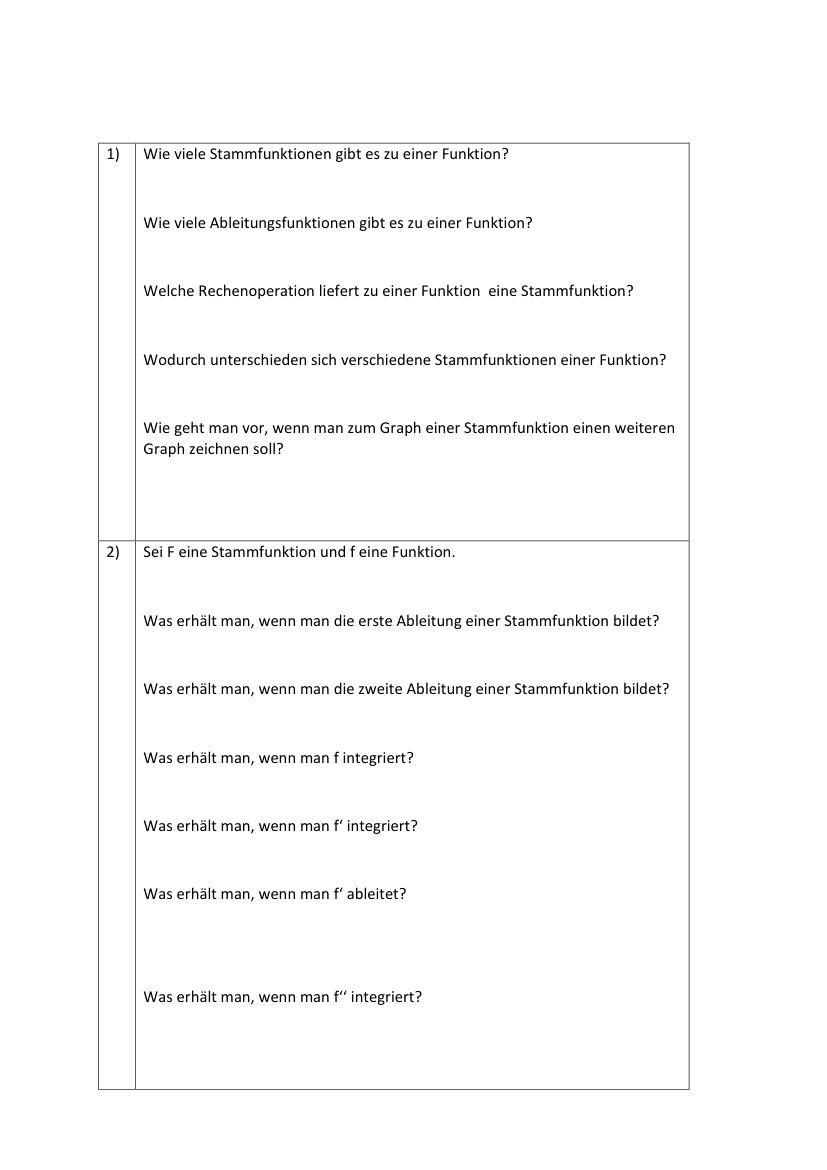 1)
Wie viele Stammfunktionen gibt es zu einer Funktion?
Wie viele Ableitungsfunktionen gibt es zu einer Funktion?
Welche Rechenoperation liefert zu einer Funktion  eine Stammfunktion?
Wodurch unterschieden sich verschiedene Stammfunktionen einer Funktion?
Wie geht man vor, wenn man zum Graph einer Stammfunktion einen weiteren
Graph zeichnen soll?
2)
Sei F eine Stammfunktion und f eine Funktion.
Was erhält man, wenn man die erste Ableitung einer Stammfunktion bildet?
Was erhält man, wenn man die zweite Ableitung einer Stammfunktion bildet?
Was erhält man, wenn man f integriert?
Was erhält man, wenn man f‘ integriert?
Was erhält man, wenn man f‘ ableitet?
Was erhält man, wenn man f‘‘ integriert?